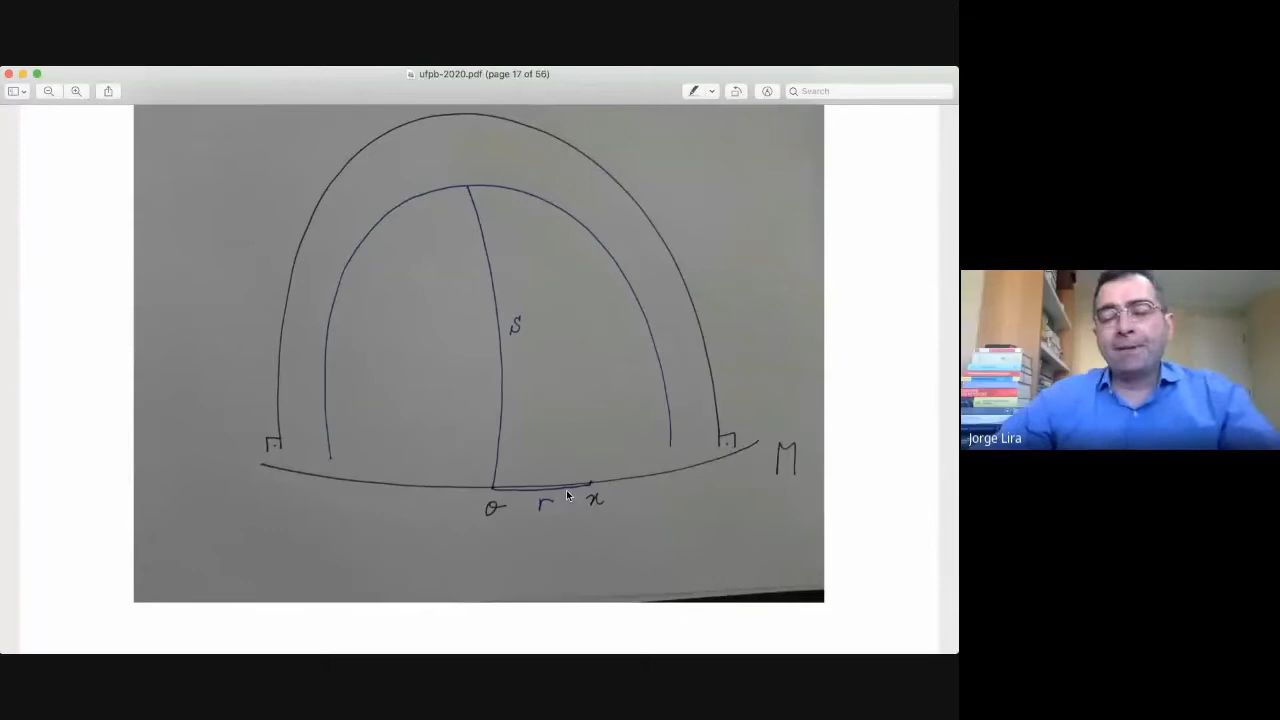 ufpb-2020.pdf (page 17 of 56)
Search
S
M
o r x
Jorge Lira